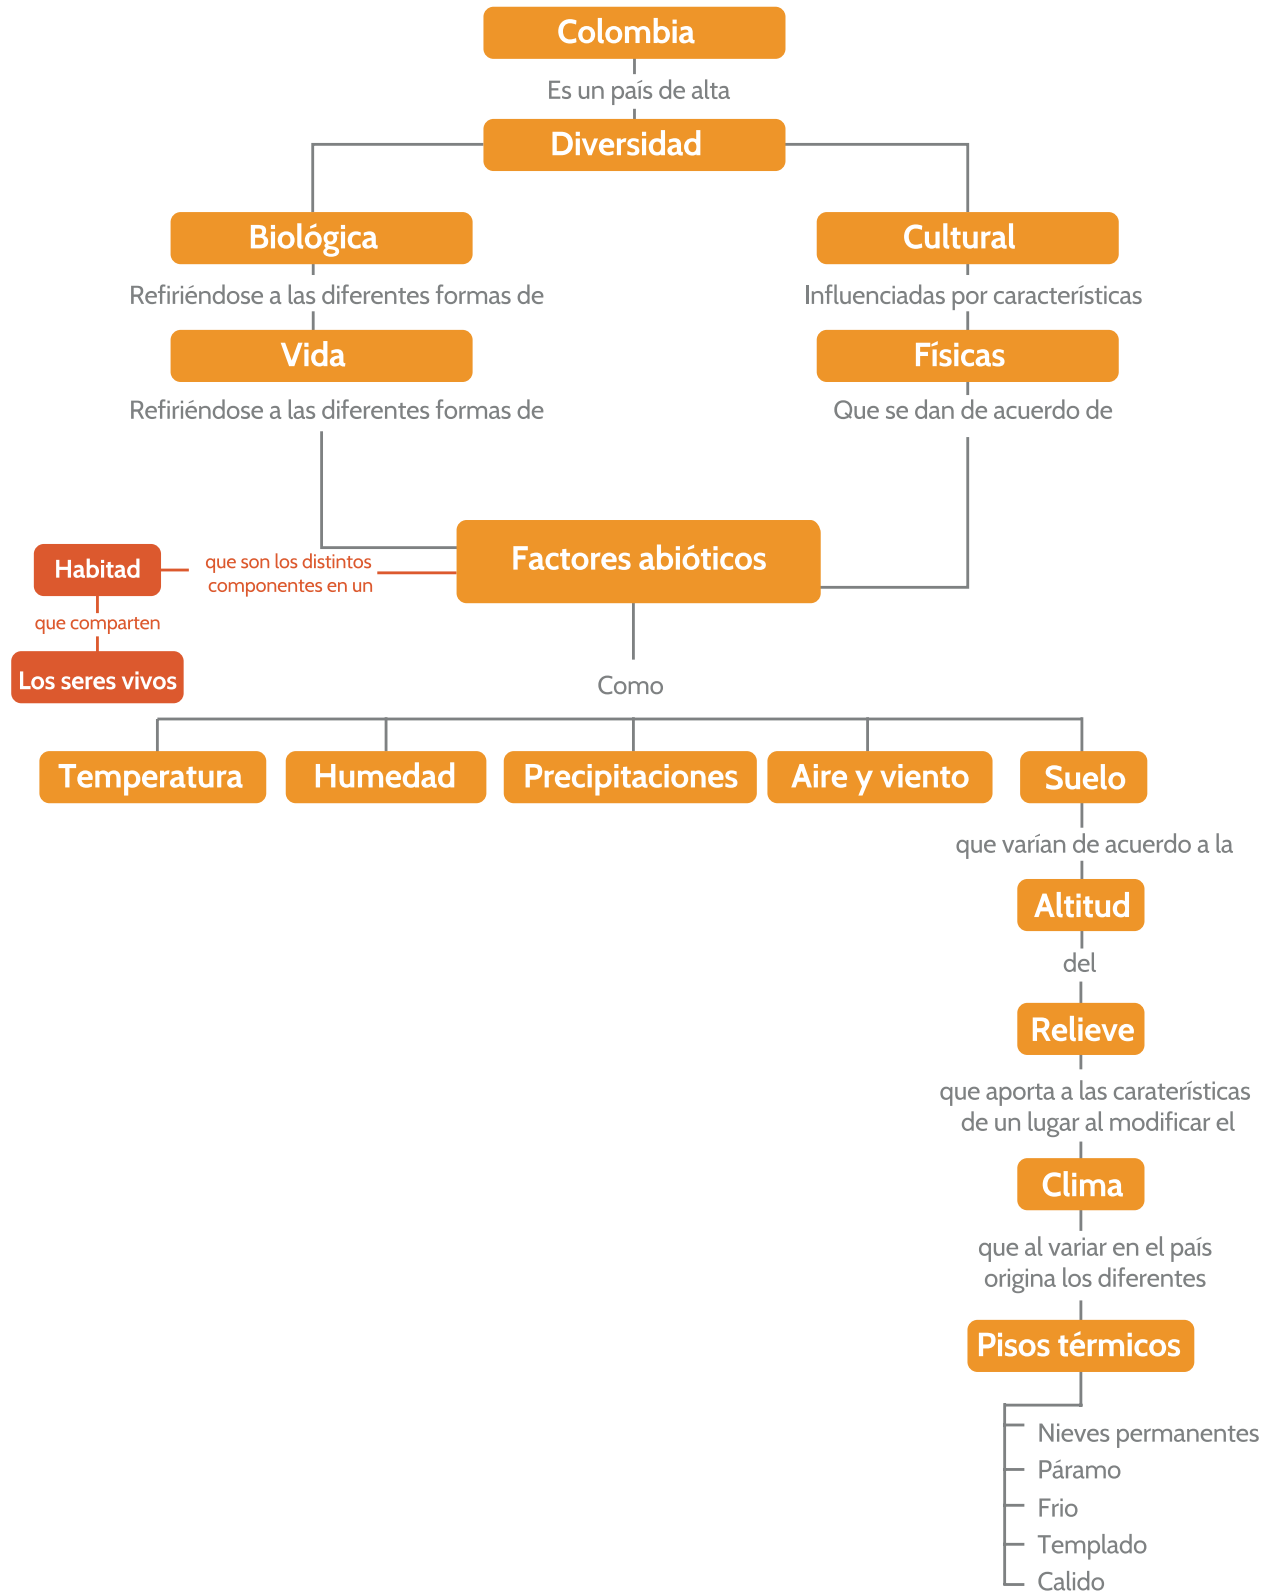 Colombia
Es un país de alta
Diversidad
Biológica
Cultural
Refiriéndose a las diferentes formas de
Influenciadas por características
Vida
Físicas
Refiriéndose a las diferentes formas de
Que se dan de acuerdo de
Factores abióticos
que son los distintos
componentes en un
Habitad
que comparten
Los seres vivos
Como
Temperatura
Humedad
Precipitaciones
Aire y viento
Suelo
que varían de acuerdo a la
Altitud
del
Relieve
que aporta a las caraterísticas
de un lugar al modificar el
Clima
que al variar en el país
origina los diferentes
Pisos térmicos
Nieves permanentes
Páramo
Frio
Templado
Calido